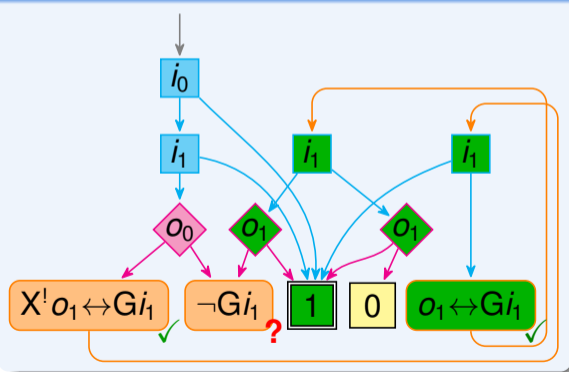 i₀
i₁ i₁ i₁
o₀ o₁ o₁
X!o₁↔Gi₁ ¬Gi₁ 1 0 o₁↔Gi₁
✓ ? ✓